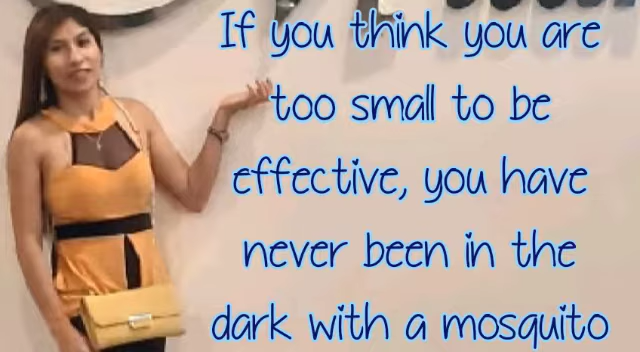 If you think you are
too small to be
effective, you have
never been in the
dark with a mosquito